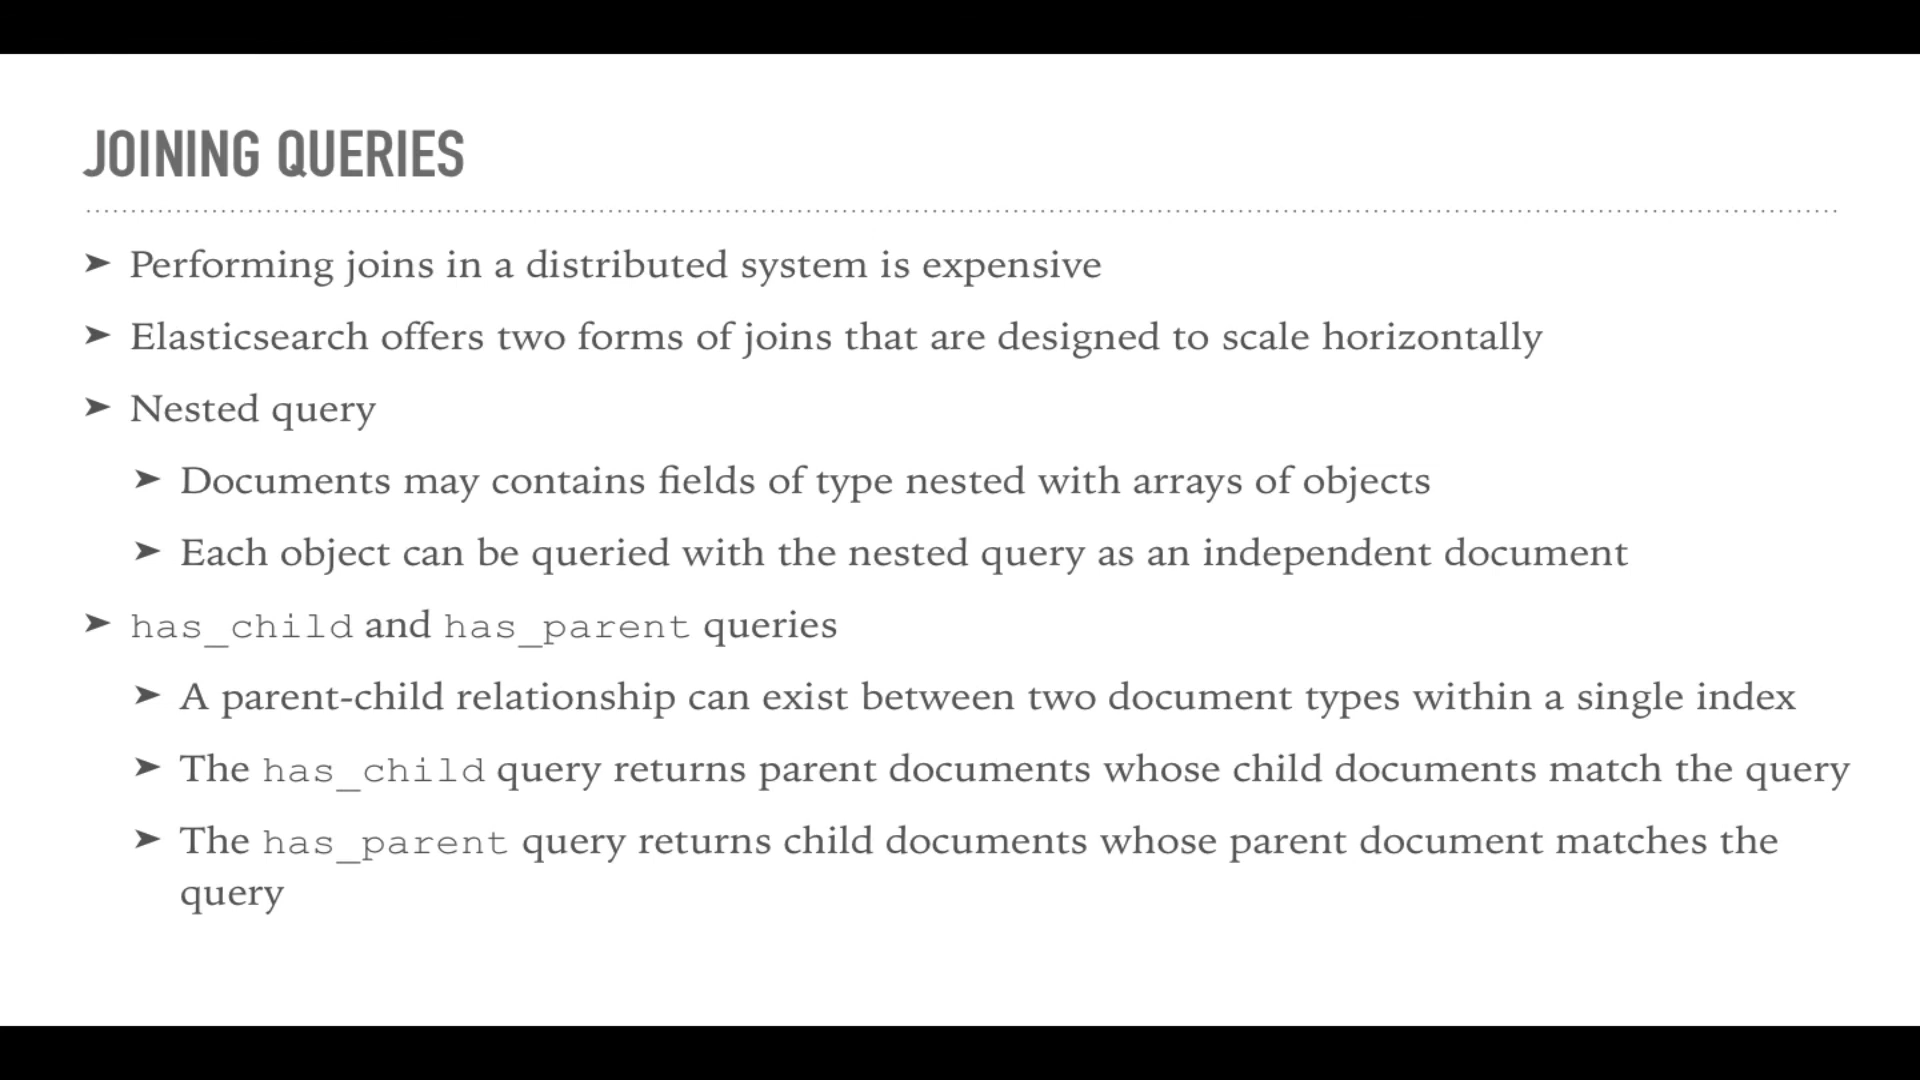 JOINING QUERIES
➤ Performing joins in a distributed system is expensive
➤ Elasticsearch offers two forms of joins that are designed to scale horizontally
➤ Nested query
➤ Documents may contains fields of type nested with arrays of objects
➤ Each object can be queried with the nested query as an independent document
➤ has_child and has_parent queries
➤ A parent-child relationship can exist between two document types within a single index
➤ The has_child query returns parent documents whose child documents match the query
➤ The has_parent query returns child documents whose parent document matches the
query